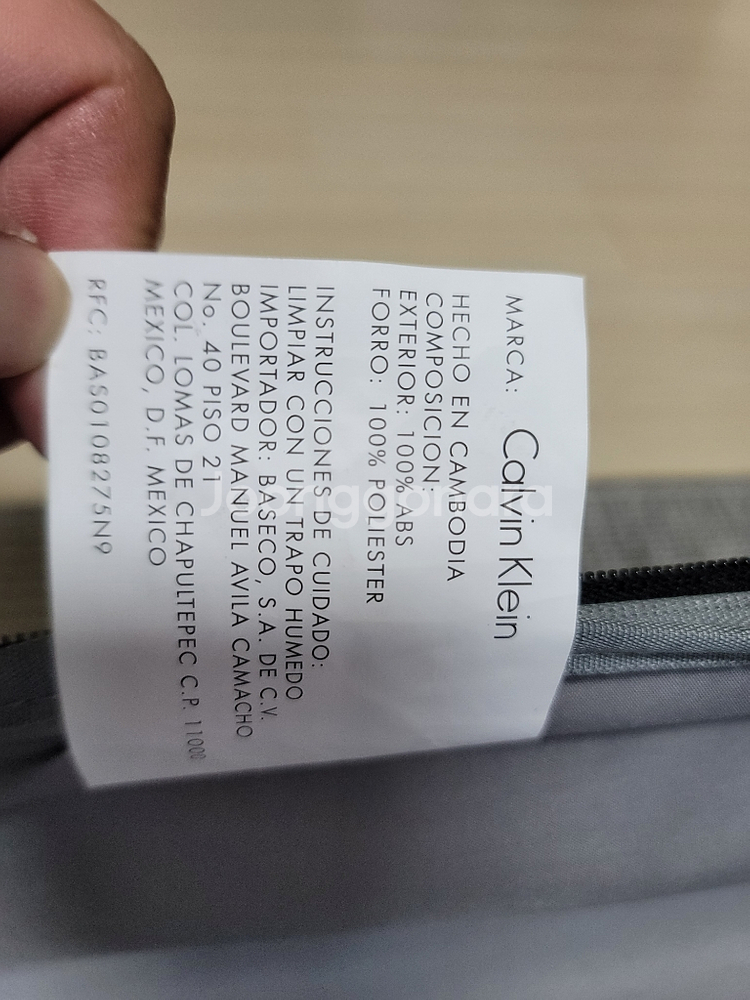 MARCA: Calvin Klein
HECHO EN CAMBODIA
COMPOSICION:
EXTERIOR: 100% ABS
FORRO: 100% POLIESTER
INSTRUCCIONES DE CUIDADO:
LIMPIAR CON UN TRAPO HUMEDO
IMPORTADOR: BASECO, S.A. DE C.V.
BOULEVARD MANUEL AVILA CAMACHO
No. 40 PISO 21
COL. LOMAS DE CHAPULTEPEC C.P. 11000
MEXICO, D.F. MEXICO
RFC: BAS0108275N9
Joonggonara